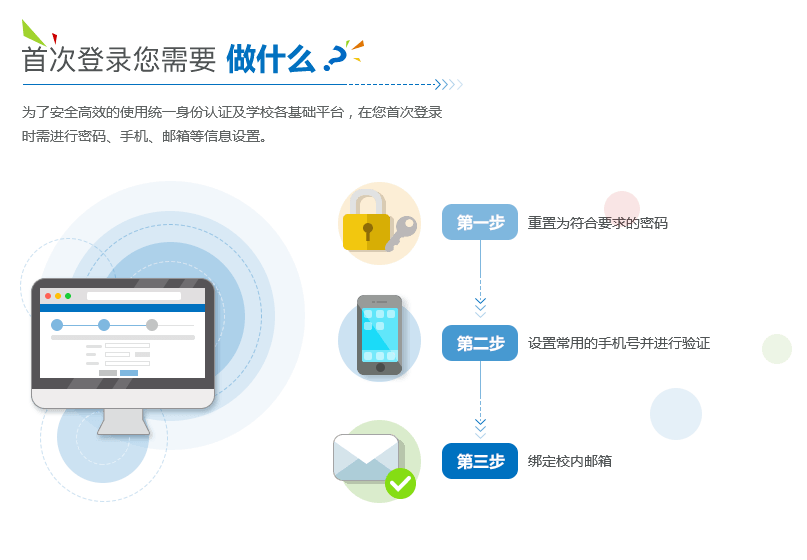 首次登录您需要 做什么?
为了安全高效的使用统一身份认证及学校各基础平台，在您首次登录
时需进行密码、手机、邮箱等信息设置。
第一步 重置为符合要求的密码
第二步 设置常用的手机号并进行验证
第三步 绑定校内邮箱